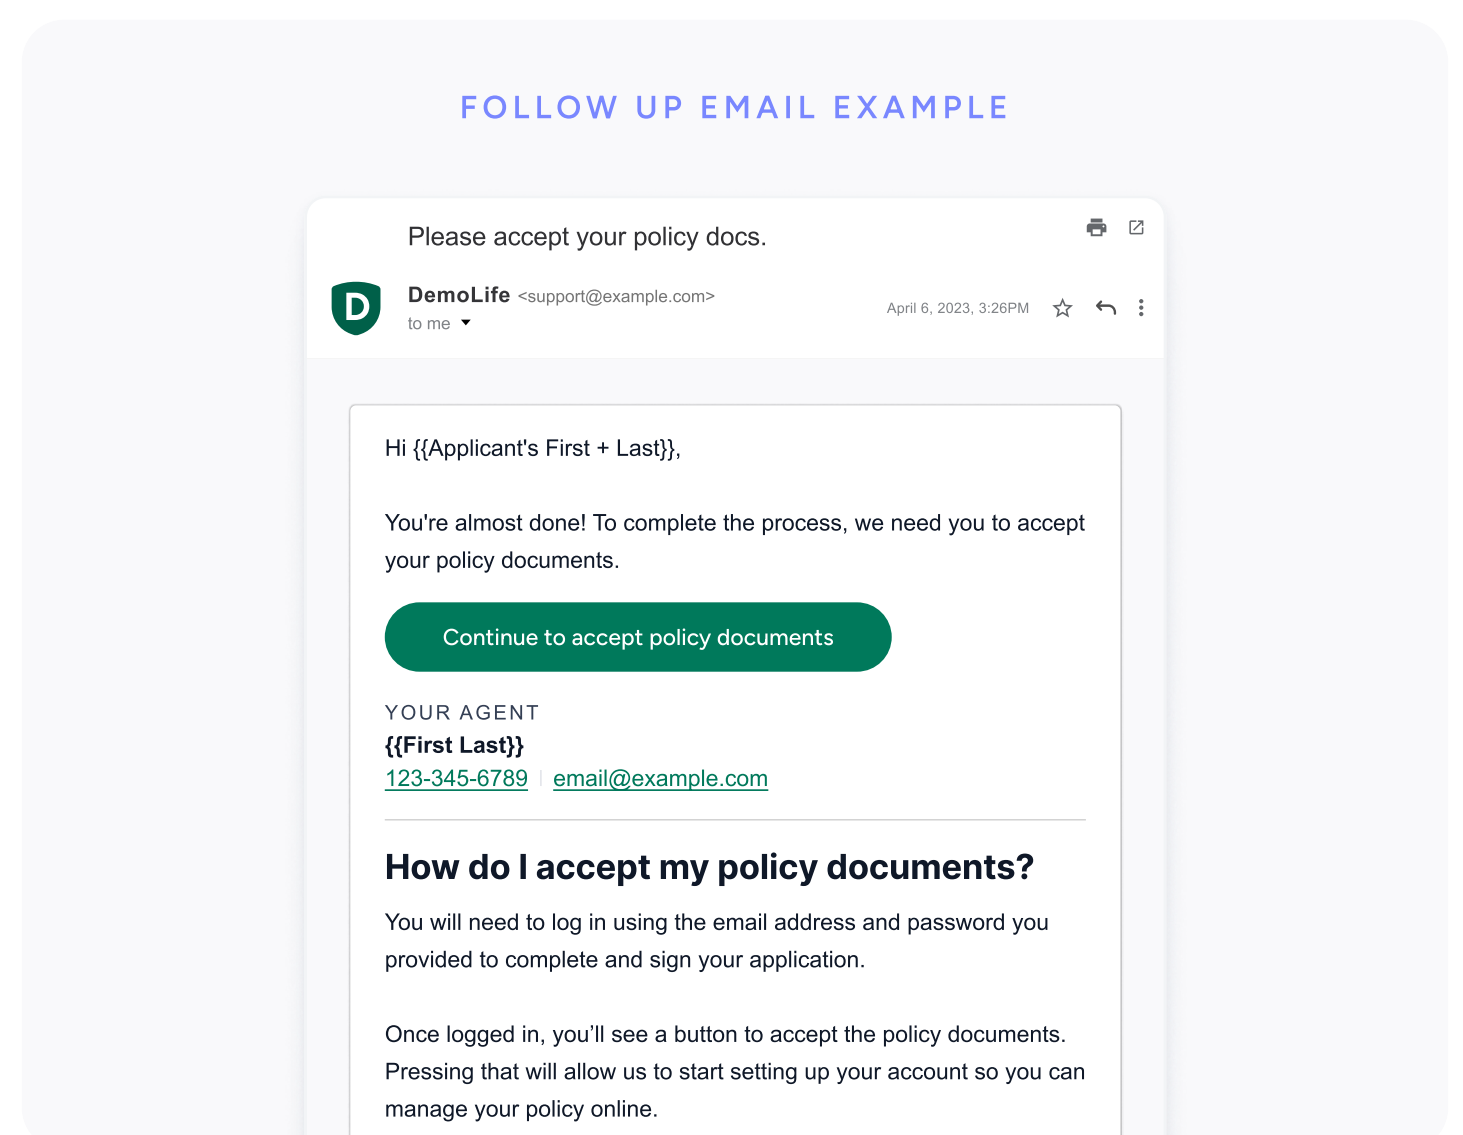 FOLLOW UP EMAIL EXAMPLE
Please accept your policy docs.
D
DemoLife <support@example.com>
to me
April 6, 2023, 3:26PM
Hi {{Applicant's First + Last}},
You're almost done! To complete the process, we need you to accept
your policy documents.
Continue to accept policy documents
YOUR AGENT
{{First Last}}
123-345-6789 | email@example.com
How do I accept my policy documents?
You will need to log in using the email address and password you
provided to complete and sign your application.
Once logged in, you’ll see a button to accept the policy documents.
Pressing that will allow us to start setting up your account so you can
manage your policy online.